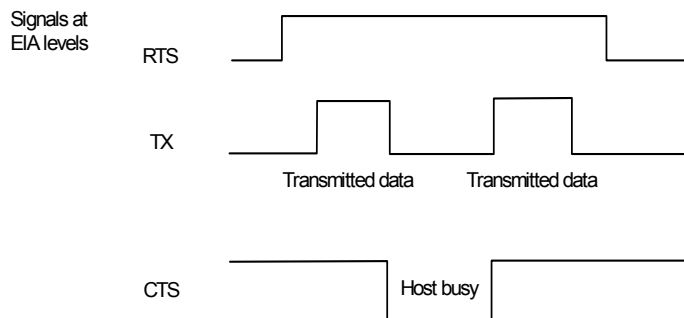 Signals at
EIA levels
RTS
TX
Transmitted data
Transmitted data
CTS
Host busy